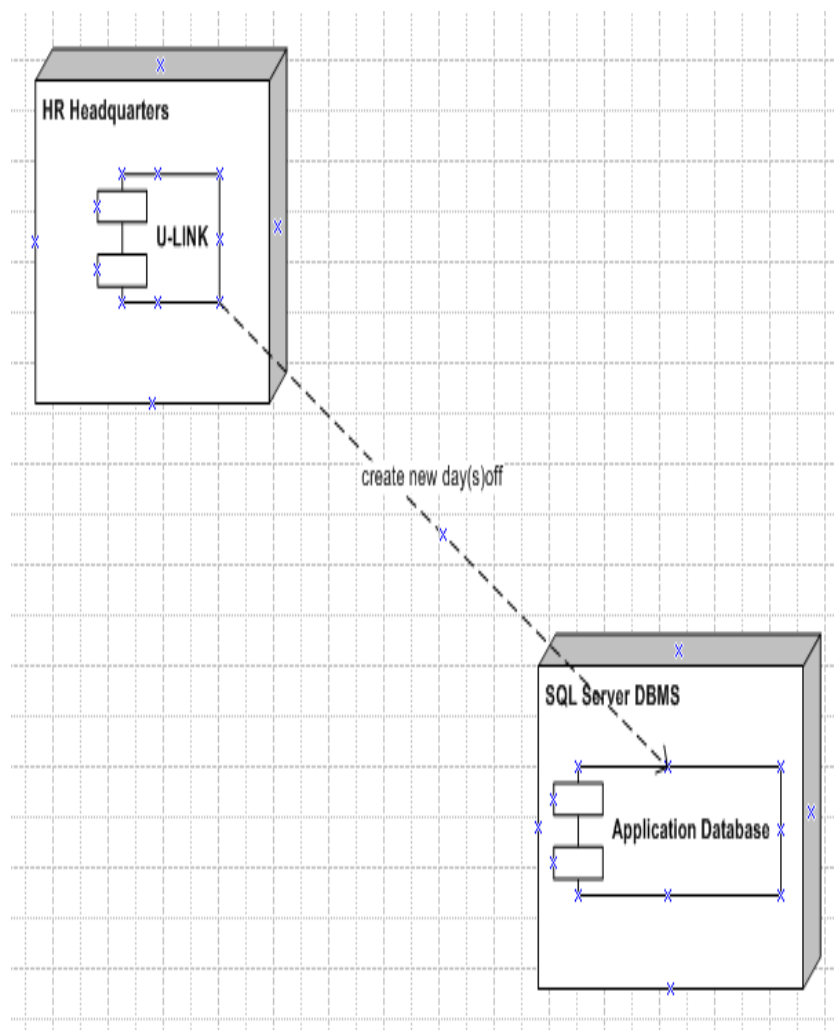 HR Headquarters
U-LINK
create new day(s)off
SQL Server DBMS
Application Database